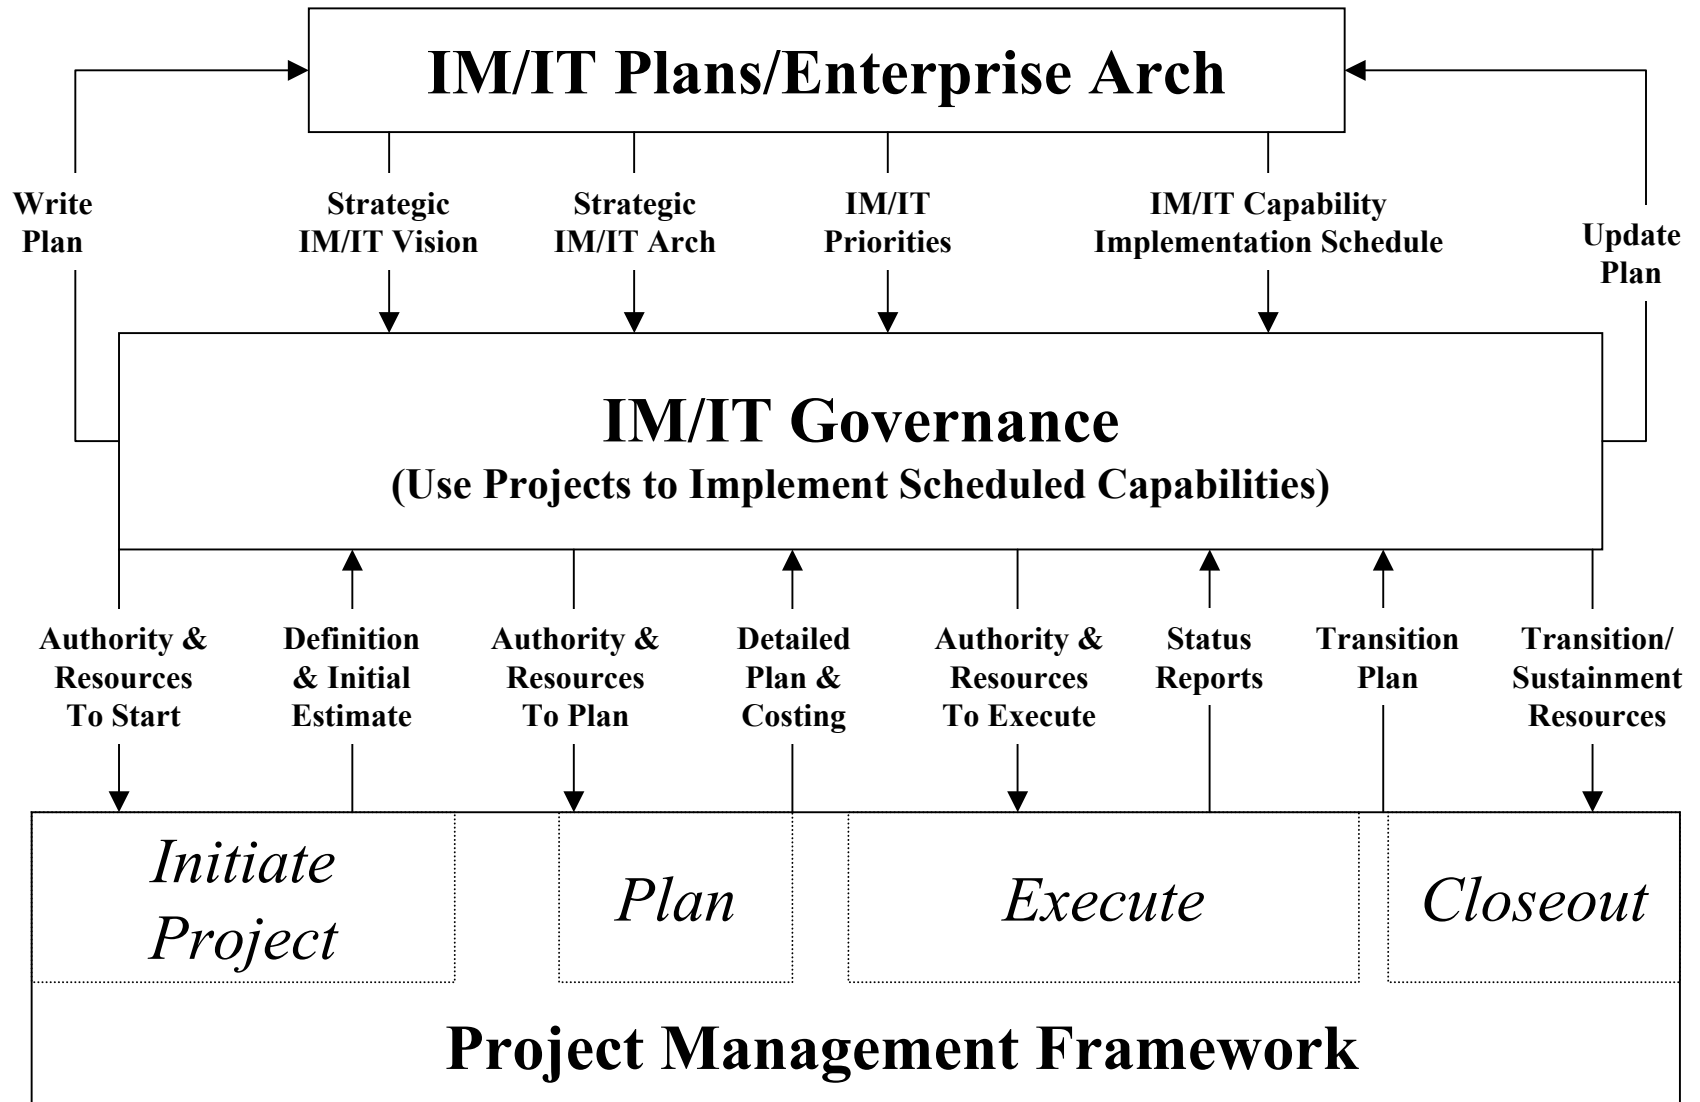 IM/IT Plans/Enterprise Arch
Write
Plan
Strategic
IM/IT Vision
Strategic
IM/IT Arch
IM/IT
Priorities
IM/IT Capability
Implementation Schedule
Update
Plan
IM/IT Governance
(Use Projects to Implement Scheduled Capabilities)
Authority &
Resources
To Start
Definition
& Initial
Estimate
Authority &
Resources
To Plan
Detailed
Plan &
Costing
Authority &
Resources
To Execute
Status
Reports
Transition
Plan
Transition/
Sustainment
Resources
Initiate
Project
Plan
Execute
Closeout
Project Management Framework